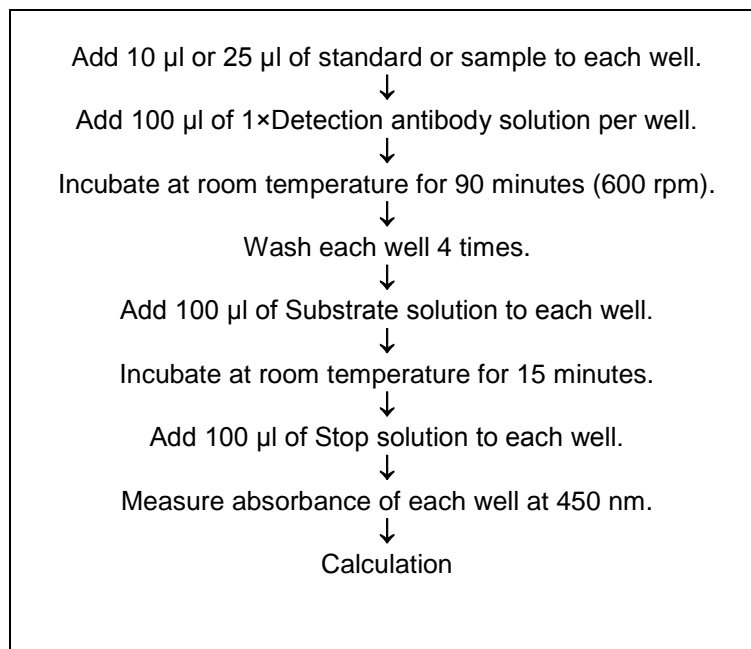 Add 10 µl or 25 µl of standard or sample to each well.
↓
Add 100 µl of 1×Detection antibody solution per well.
↓
Incubate at room temperature for 90 minutes (600 rpm).
↓
Wash each well 4 times.
↓
Add 100 µl of Substrate solution to each well.
↓
Incubate at room temperature for 15 minutes.
↓
Add 100 µl of Stop solution to each well.
↓
Measure absorbance of each well at 450 nm.
↓
Calculation